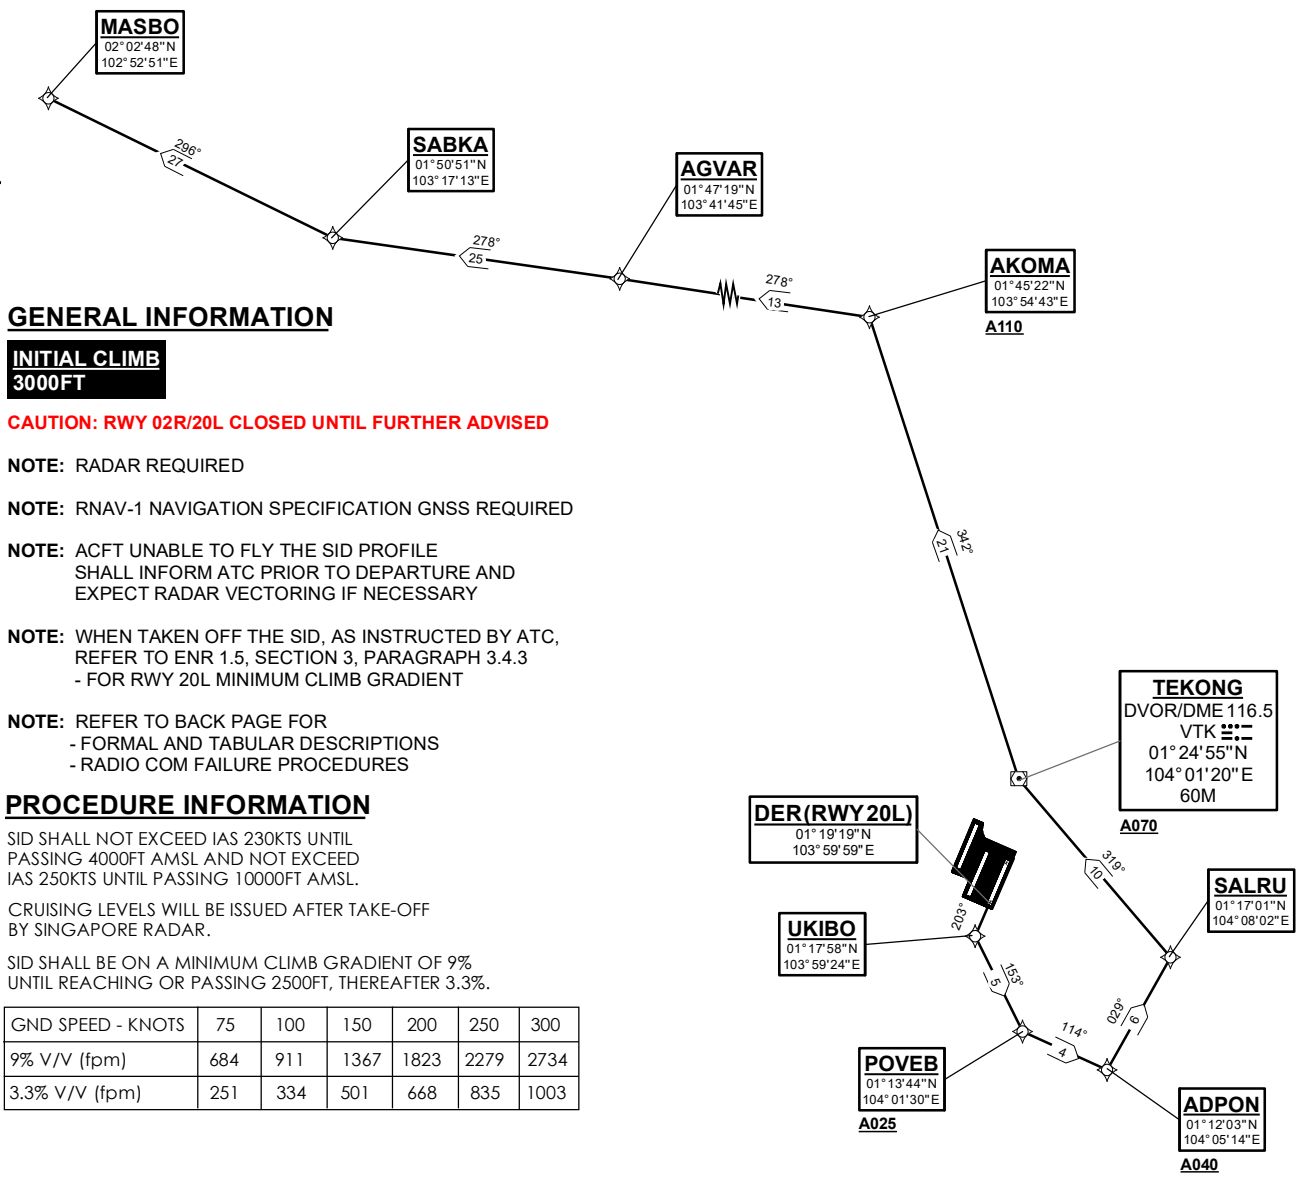 MASBO
02°02'48"N
102°52'51"E
296°
27
SABKA
01°50'51"N
103°17'13"E
278°
25
AGVAR
01°47'19"N
103°41'45"E
278°
13
AKOMA
01°45'22"N
103°54'43"E
A110
GENERAL INFORMATION
INITIAL CLIMB
3000FT
CAUTION: RWY 02R/20L CLOSED UNTIL FURTHER ADVISED
NOTE: RADAR REQUIRED
NOTE: RNAV-1 NAVIGATION SPECIFICATION GNSS REQUIRED
NOTE: ACFT UNABLE TO FLY THE SID PROFILE
SHALL INFORM ATC PRIOR TO DEPARTURE AND
EXPECT RADAR VECTORING IF NECESSARY
NOTE: WHEN TAKEN OFF THE SID, AS INSTRUCTED BY ATC,
REFER TO ENR 1.5, SECTION 3, PARAGRAPH 3.4.3
- FOR RWY 20L MINIMUM CLIMB GRADIENT
NOTE: REFER TO BACK PAGE FOR
- FORMAL AND TABULAR DESCRIPTIONS
- RADIO COM FAILURE PROCEDURES
PROCEDURE INFORMATION
SID SHALL NOT EXCEED IAS 230KTS UNTIL
PASSING 4000FT AMSL AND NOT EXCEED
IAS 250KTS UNTIL PASSING 10000FT AMSL.
CRUISING LEVELS WILL BE ISSUED AFTER TAKE-OFF
BY SINGAPORE RADAR.
SID SHALL BE ON A MINIMUM CLIMB GRADIENT OF 9%
UNTIL REACHING OR PASSING 2500FT, THEREAFTER 3.3%.
GND SPEED - KNOTS 75 100 150 200 250 300
9% V/V (fpm) 684 911 1367 1823 2279 2734
3.3% V/V (fpm) 251 334 501 668 835 1003
342°
21
TEKONG
DVOR/DME 116.5
VTK
01°24'55"N
104°01'20"E
60M
A070
DER(RWY 20L)
01°19'19"N
103°59'59"E
319°
10
SALRU
01°17'01"N
104°08'02"E
203°
UKIBO
01°17'58"N
103°59'24"E
153°
5
029°
6
114°
4
POVEB
01°13'44"N
104°01'30"E
A025
ADPON
01°12'03"N
104°05'14"E
A040